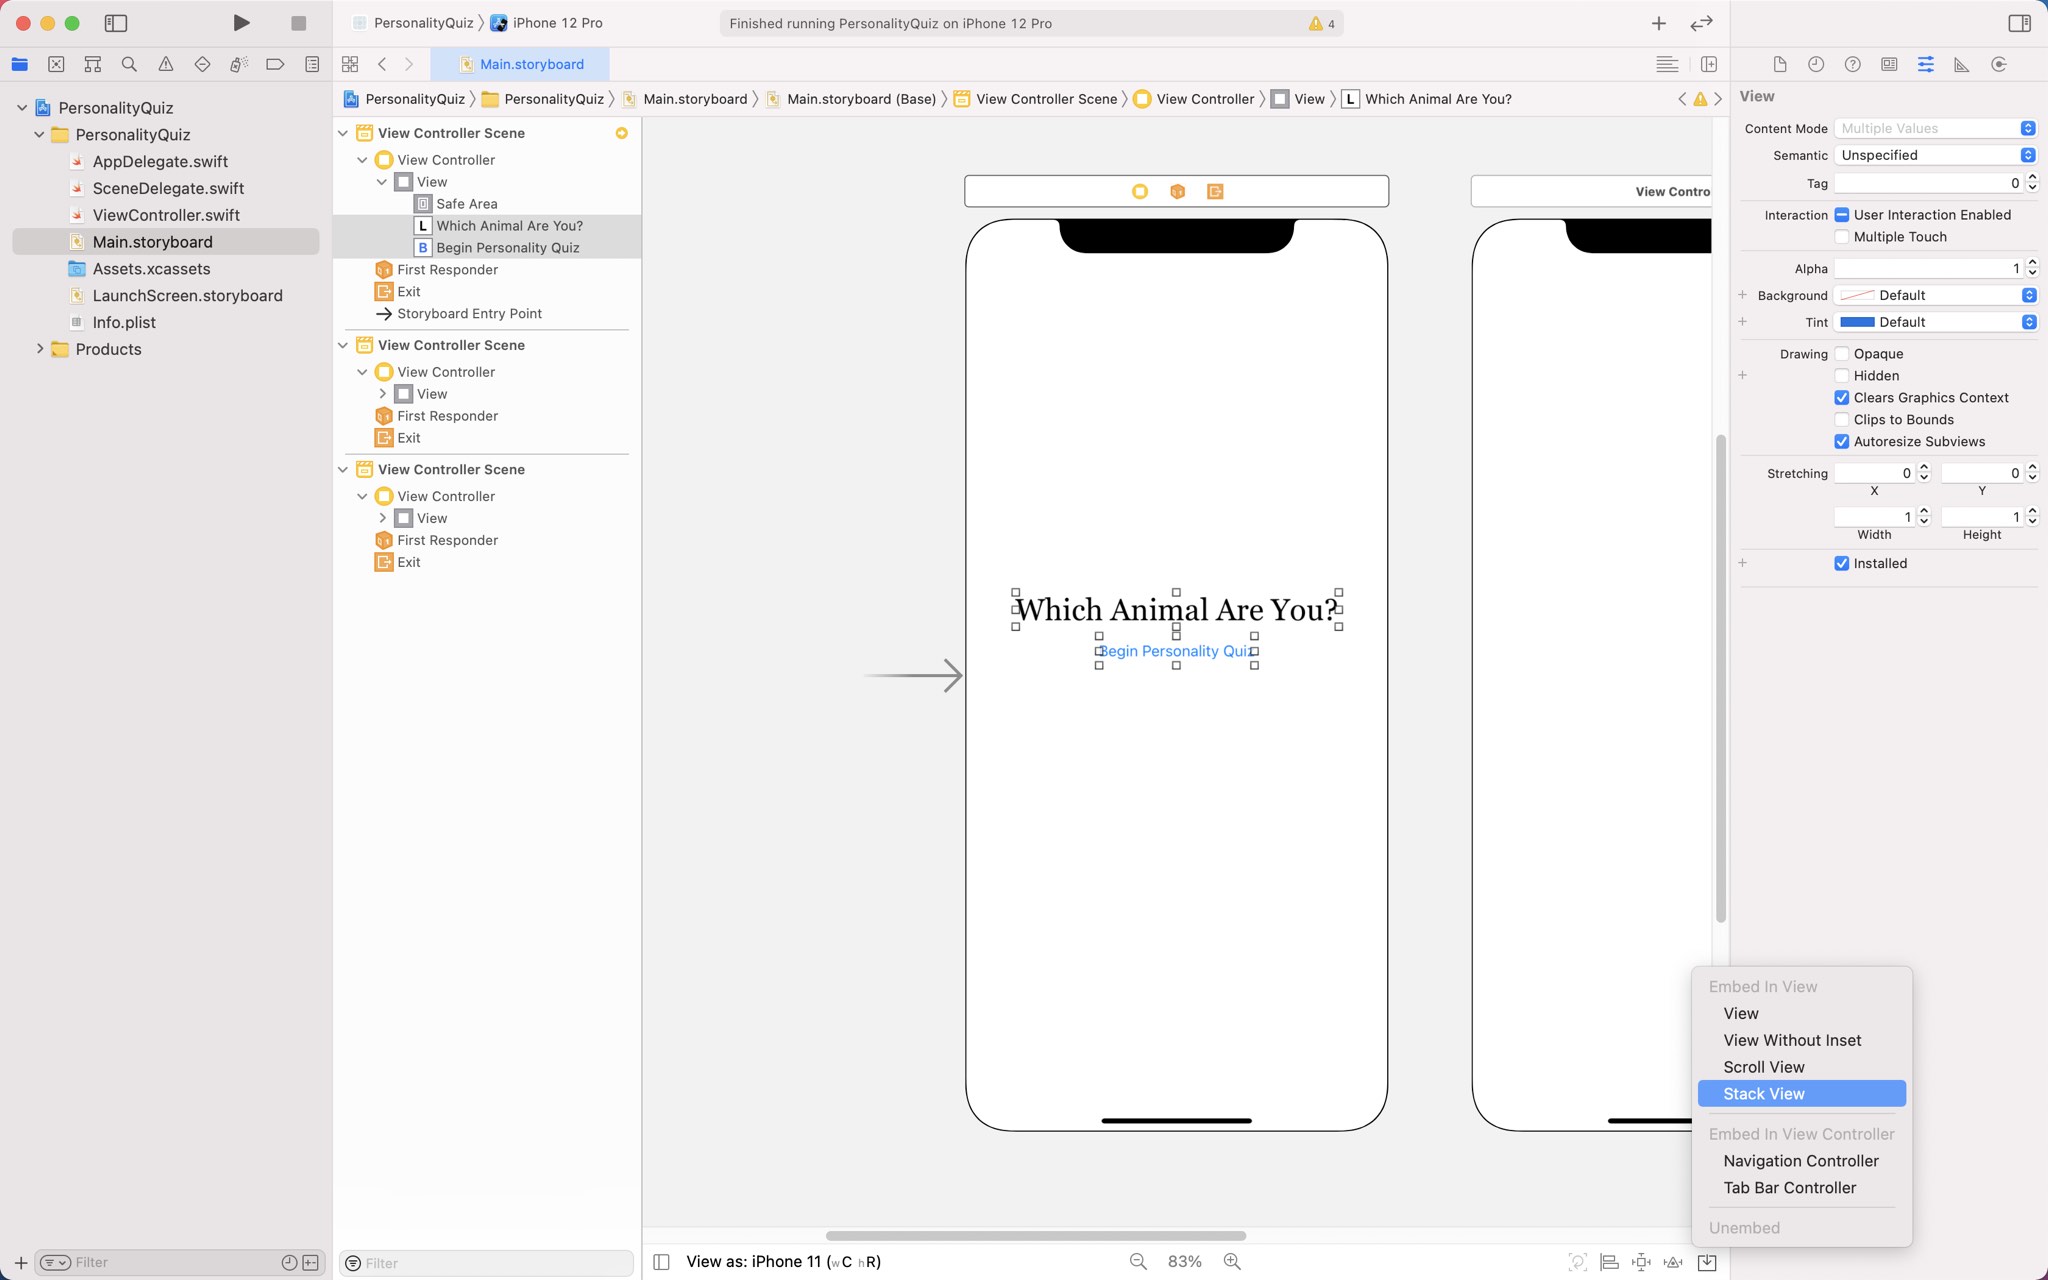 PersonalityQuiz
iPhone 12 Pro
Finished running PersonalityQuiz on iPhone 12 Pro
4
Main.storyboard
PersonalityQuiz
PersonalityQuiz
Main.storyboard
Main.storyboard (Base)
View Controller Scene
View Controller
View
L
Which Animal Are You?
PersonalityQuiz
PersonalityQuiz
AppDelegate.swift
SceneDelegate.swift
ViewController.swift
Main.storyboard
Assets.xcassets
LaunchScreen.storyboard
Info.plist
Products
Filter
View Controller Scene
View Controller
View
Safe Area
L Which Animal Are You?
B Begin Personality Quiz
First Responder
Exit
Storyboard Entry Point
View Controller Scene
View Controller
View
First Responder
Exit
View Controller Scene
View Controller
View
First Responder
Exit
Filter
View Contro
Which Animal Are You?
Begin Personality Quiz
View as: iPhone 11 (wC hR)
83%
View
Content Mode Multiple Values
Semantic Unspecified
Tag 0
Interaction User Interaction Enabled
Multiple Touch
Alpha 1
Background Default
Tint Default
Drawing Opaque
Hidden
Clears Graphics Context
Clips to Bounds
Autoresize Subviews
Stretching 0 0
X Y
1 1
Width Height
Installed
Embed In View
View
View Without Inset
Scroll View
Stack View
Embed In View Controller
Navigation Controller
Tab Bar Controller
Unembed